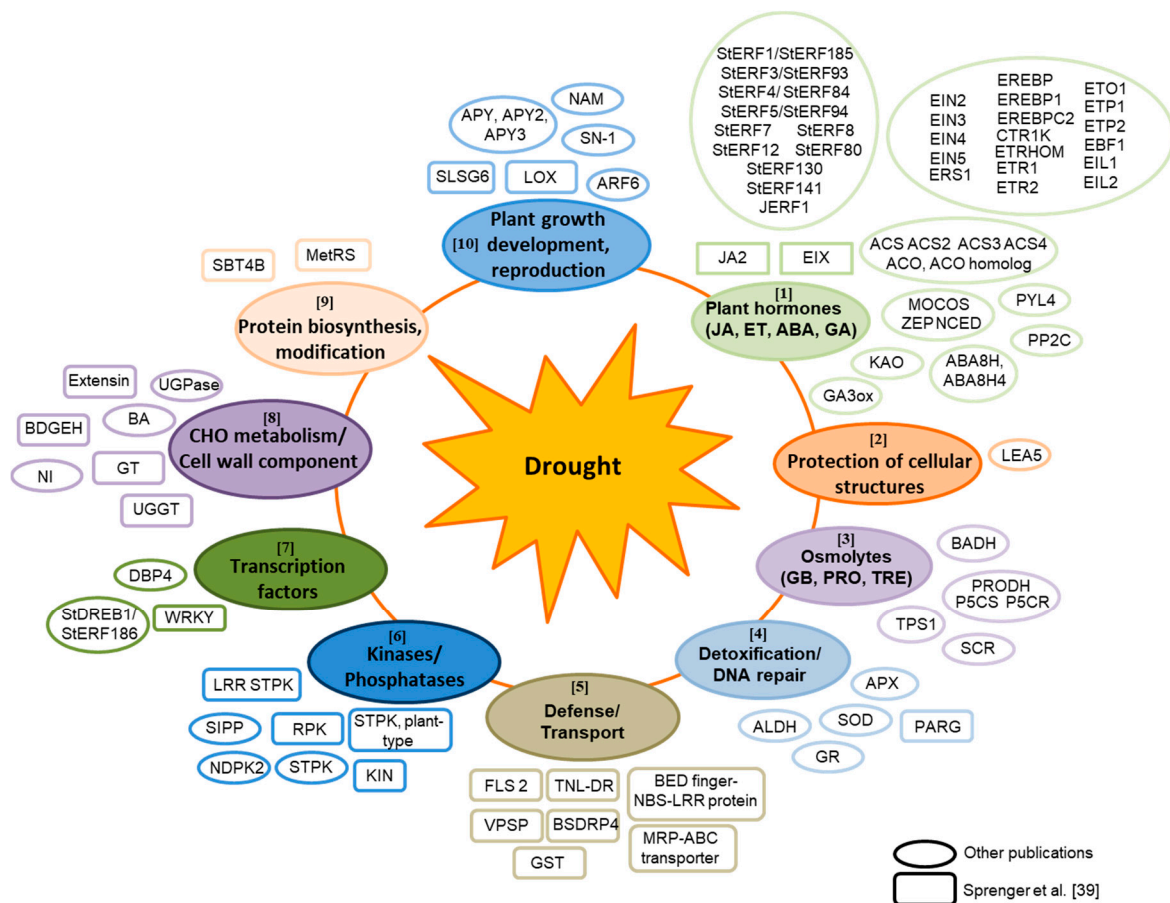 StERF1/StERF185
StERF3/StERF93
StERF4/StERF84
StERF5/StERF94
StERF7 StERF8
StERF12 StERF80
StERF130
StERF141
JERF1
EIN2
EIN3
EIN4
EIN5
ERS1
EREBP
EREBP1
EREBPC2
CTR1K
ETRHOM
ETR1
ETR2
ETO1
ETP1
ETP2
EBF1
EIL1
EIL2
APY, APY2,
APY3
NAM
SN-1
SLSG6
LOX
ARF6
[10]
Plant growth
development,
reproduction
JA2
EIX
ACS ACS2 ACS3 ACS4
ACO, ACO homolog
[1]
Plant hormones
(JA, ET, ABA, GA)
MOCOS
ZEP NCED
PYL4
PP2C
KAO
ABA8H,
ABA8H4
GA3ox
SBT4B
MetRS
[9]
Protein biosynthesis,
modification
Extensin
UGPase
BDGEH
BA
NI
GT
UGGT
[8]
CHO metabolism/
Cell wall component
Drought
[2]
Protection of cellular
structures
LEA5
[3]
Osmolytes
(GB, PRO, TRE)
BADH
PRODH
P5CS P5CR
TPS1
SCR
[7]
Transcription
factors
DBP4
StDREB1/
StERF186
WRKY
[6]
Kinases/
Phosphatases
LRR STPK
SIPP
RPK
STPK, plant-
type
NDPK2
STPK
KIN
[5]
Defense/
Transport
FLS 2
TNL-DR
BED finger-
NBS-LRR protein
VPSP
BSDRP4
MRP-ABC
transporter
GST
[4]
Detoxification/
DNA repair
APX
ALDH
SOD
PARG
GR
Other publications
Sprenger et al. [39]